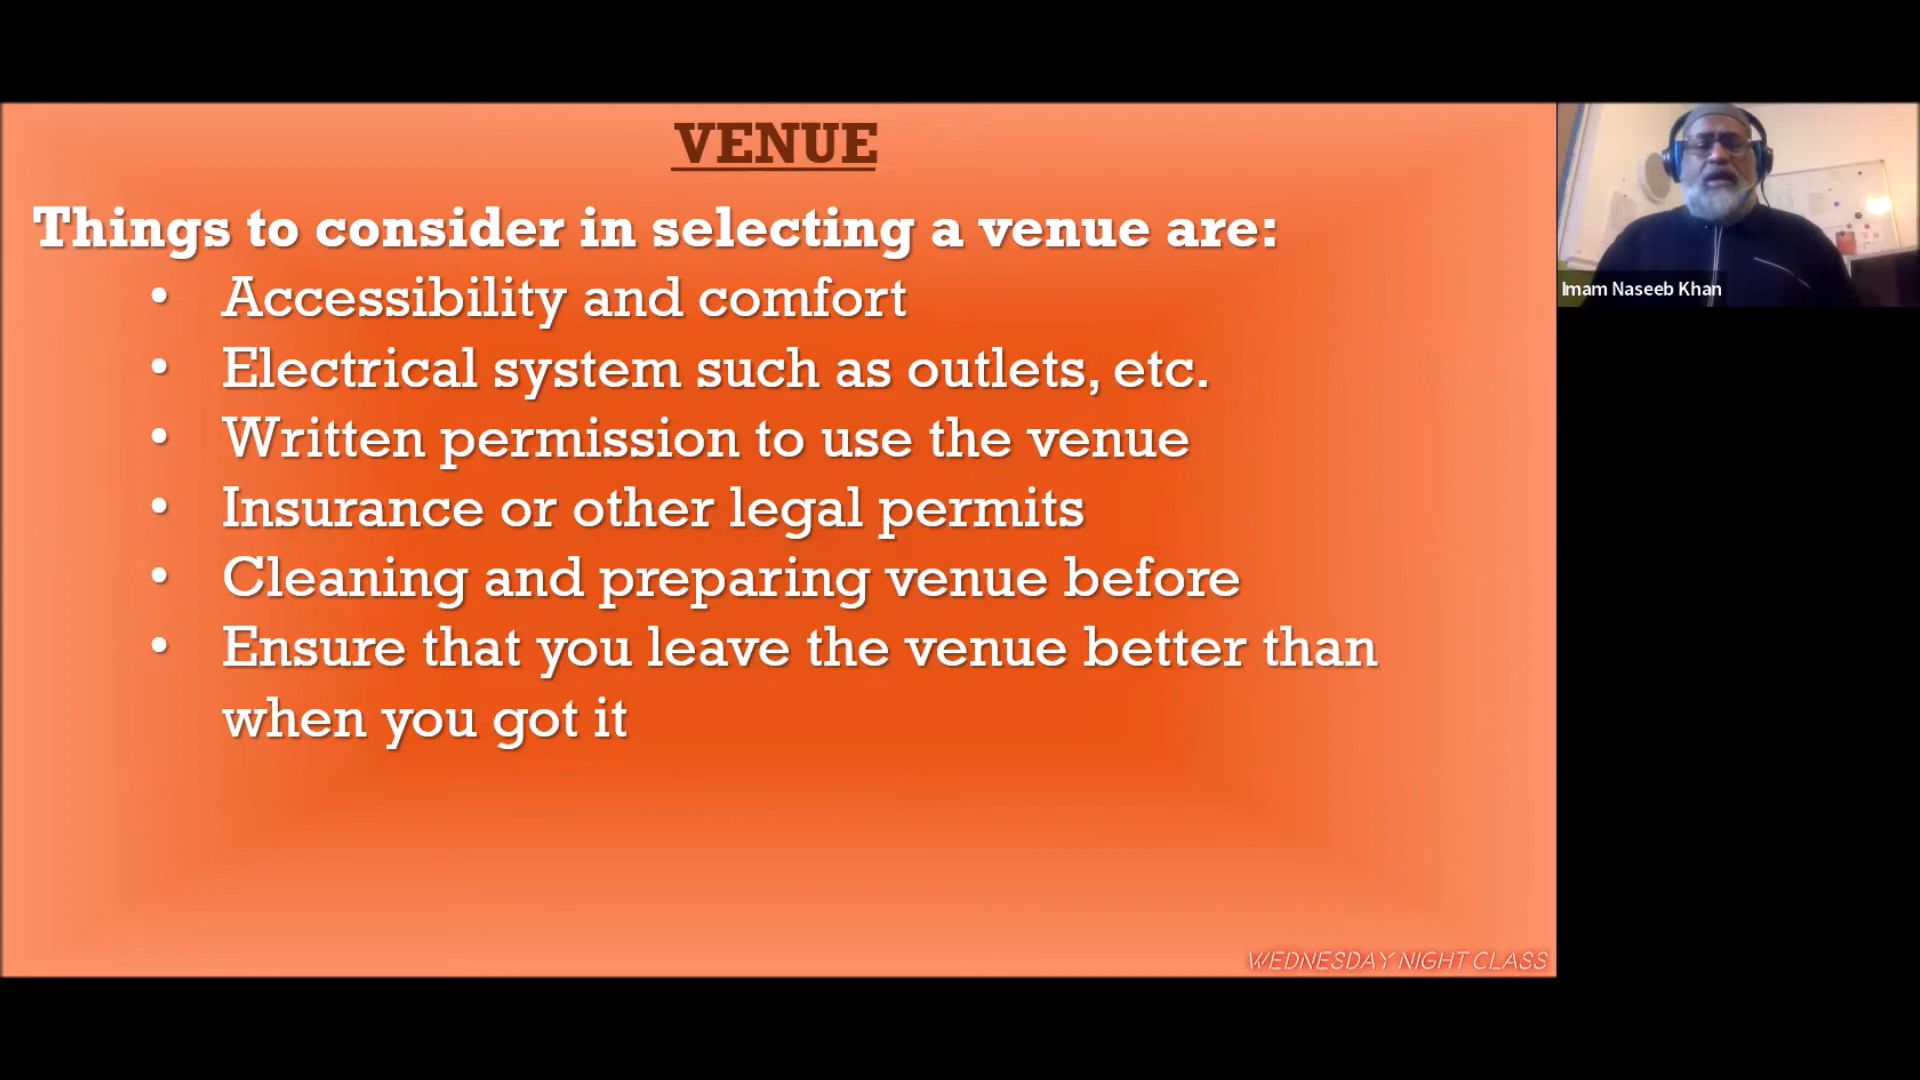 VENUE
Things to consider in selecting a venue are:
• Accessibility and comfort
• Electrical system such as outlets, etc.
• Written permission to use the venue
• Insurance or other legal permits
• Cleaning and preparing venue before
• Ensure that you leave the venue better than
when you got it
WEDNESDAY NIGHT CLASS
Imam Naseeb Khan